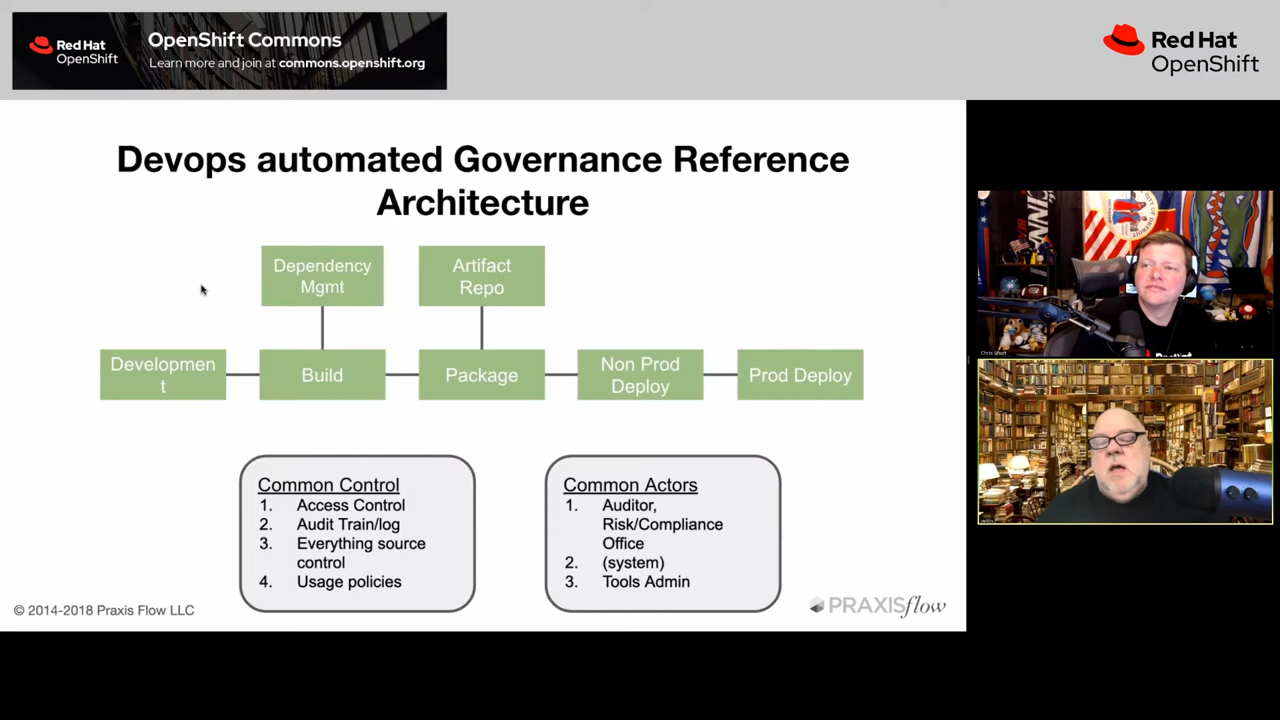 Red Hat
OpenShift
OpenShift Commons
Learn more and join at commons.openshift.org
Red Hat
OpenShift
Devops automated Governance Reference
Architecture
Dependency
Mgmt
Artifact
Repo
Developmen
t
Build
Package
Non Prod
Deploy
Prod Deploy
Common Control
1. Access Control
2. Audit Train/log
3. Everything source
control
4. Usage policies
Common Actors
1. Auditor,
Risk/Compliance
Office
2. (system)
3. Tools Admin
© 2014-2018 Praxis Flow LLC
PRAXISflow
Chris Short